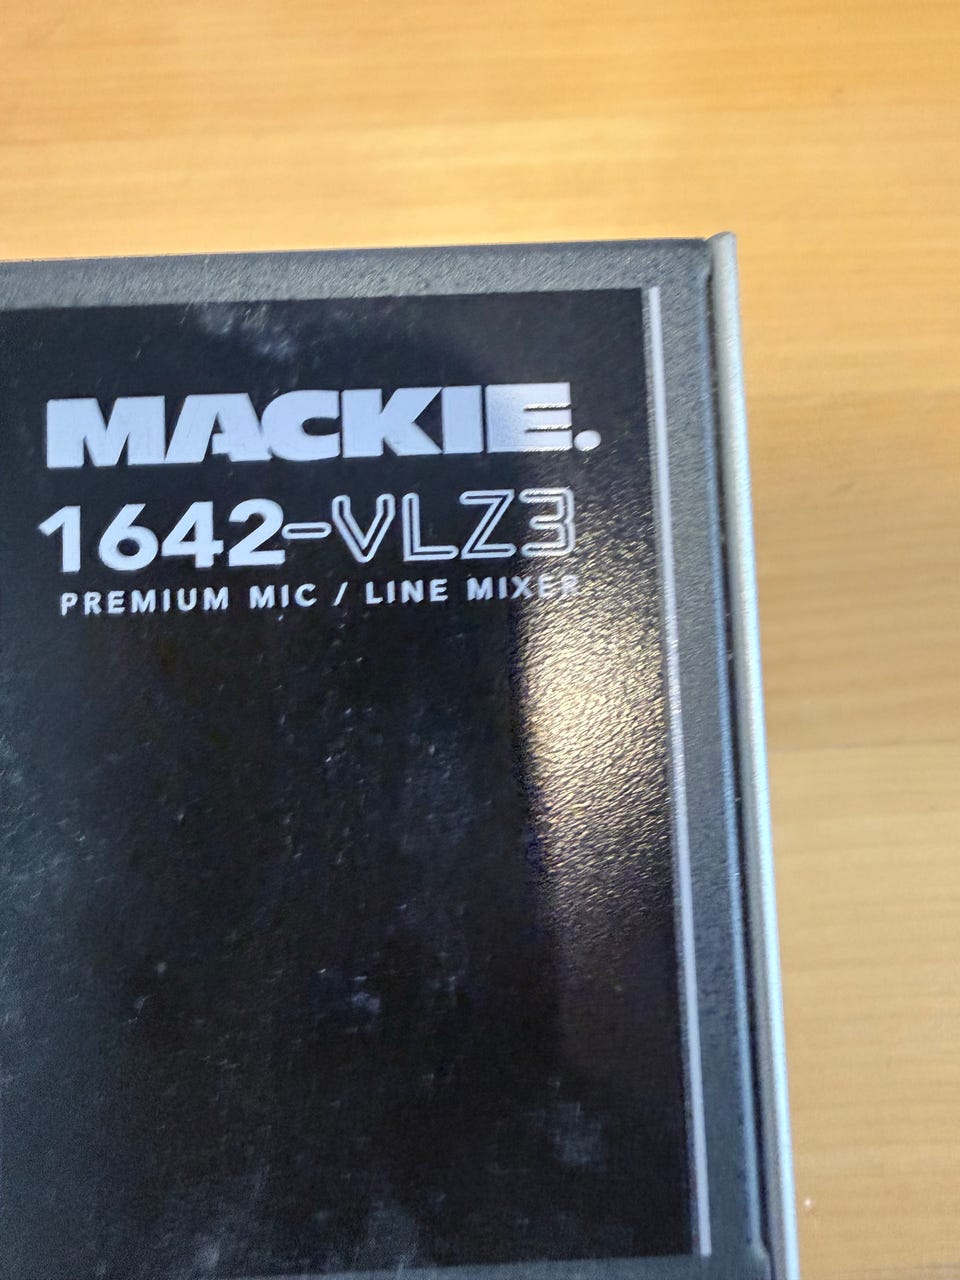 MACKIE.
1642-VLZ3
PREMIUM MIC / LINE MIXER